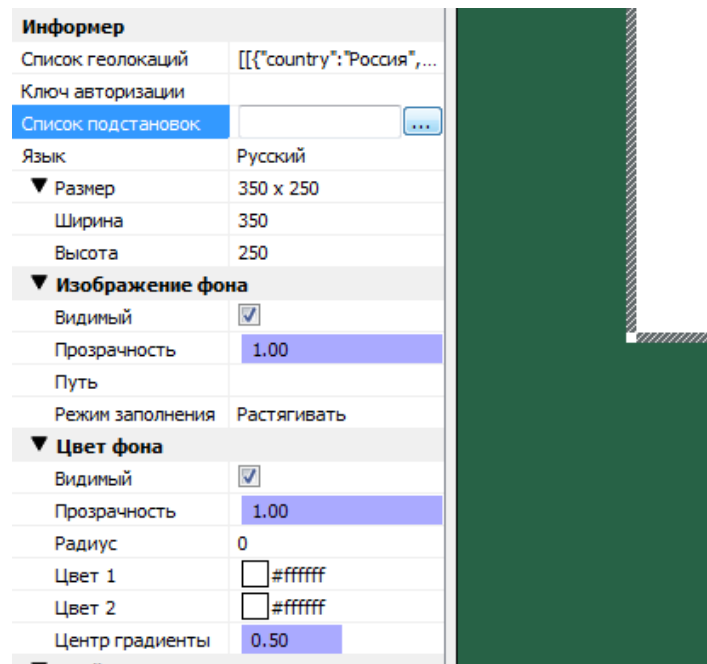 Информер
Список геолокаций [[{"country":"Россия",...
Ключ авторизации
Список подстановок ...
Язык Русский
▼ Размер 350 x 250
Ширина 350
Высота 250
▼ Изображение фона
Видимый
Прозрачность 1.00
Путь
Режим заполнения Растягивать
▼ Цвет фона
Видимый
Прозрачность 1.00
Радиус 0
Цвет 1 #ffffff
Цвет 2 #ffffff
Центр градиенты 0.50